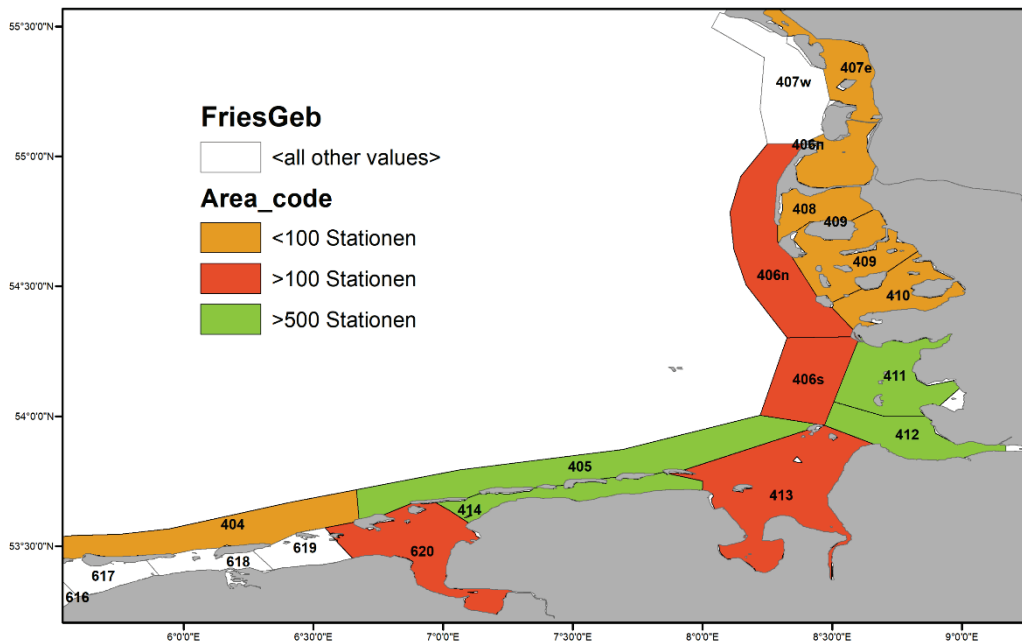 55°30'0"N
55°0'0"N
54°30'0"N
54°0'0"N
53°30'0"N
FriesGeb
<all other values>
Area_code
<100 Stationen
>100 Stationen
>500 Stationen
407e
407w
406n
408
409
409
406n
410
406s
411
412
405
413
414
404
620
619
618
617
616
6°0'0"E
6°30'0"E
7°0'0"E
7°30'0"E
8°0'0"E
8°30'0"E
9°0'0"E